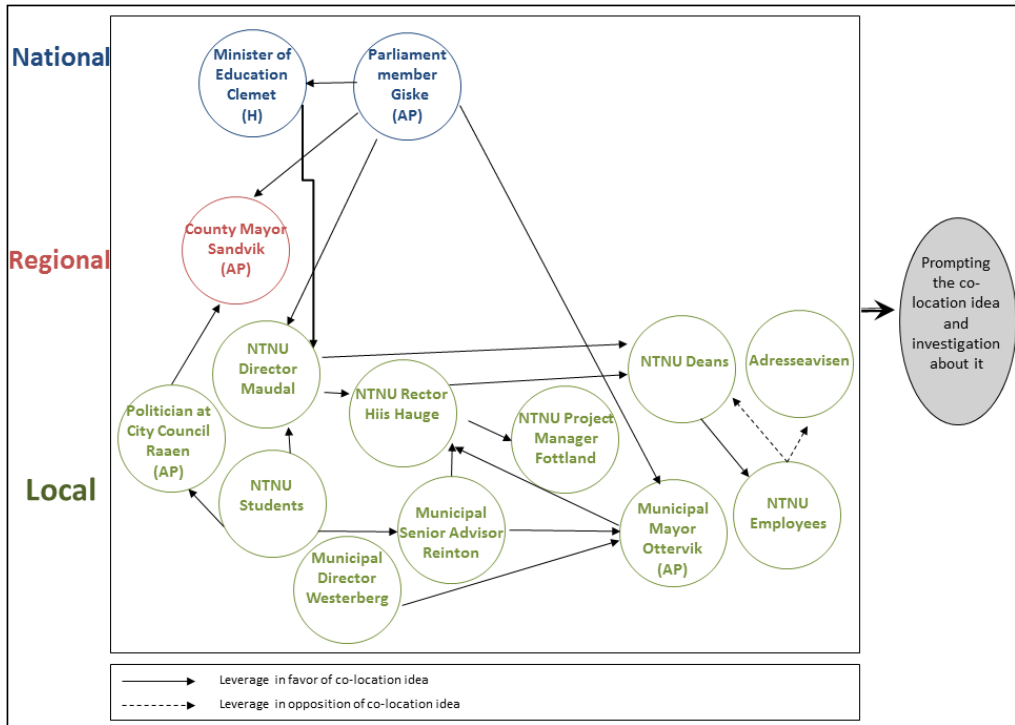 National
Minister of
Education
Clemet
(H)
Parliament
member
Giske
(AP)
Regional
County Mayor
Sandvik
(AP)
Prompting
the co-
location idea
and
investigation
about it
NTNU
Director
Maudal
NTNU Deans
Adresseavisen
NTNU Rector
Hiis Hauge
Politician at
City Council
Raaen
(AP)
NTNU Project
Manager
Fottland
Local
NTNU
Students
Municipal
Senior Advisor
Reinton
Municipal
Mayor
Ottervik
(AP)
NTNU
Employees
Municipal
Director
Westerberg
Leverage in favor of co-location idea
Leverage in opposition of co-location idea